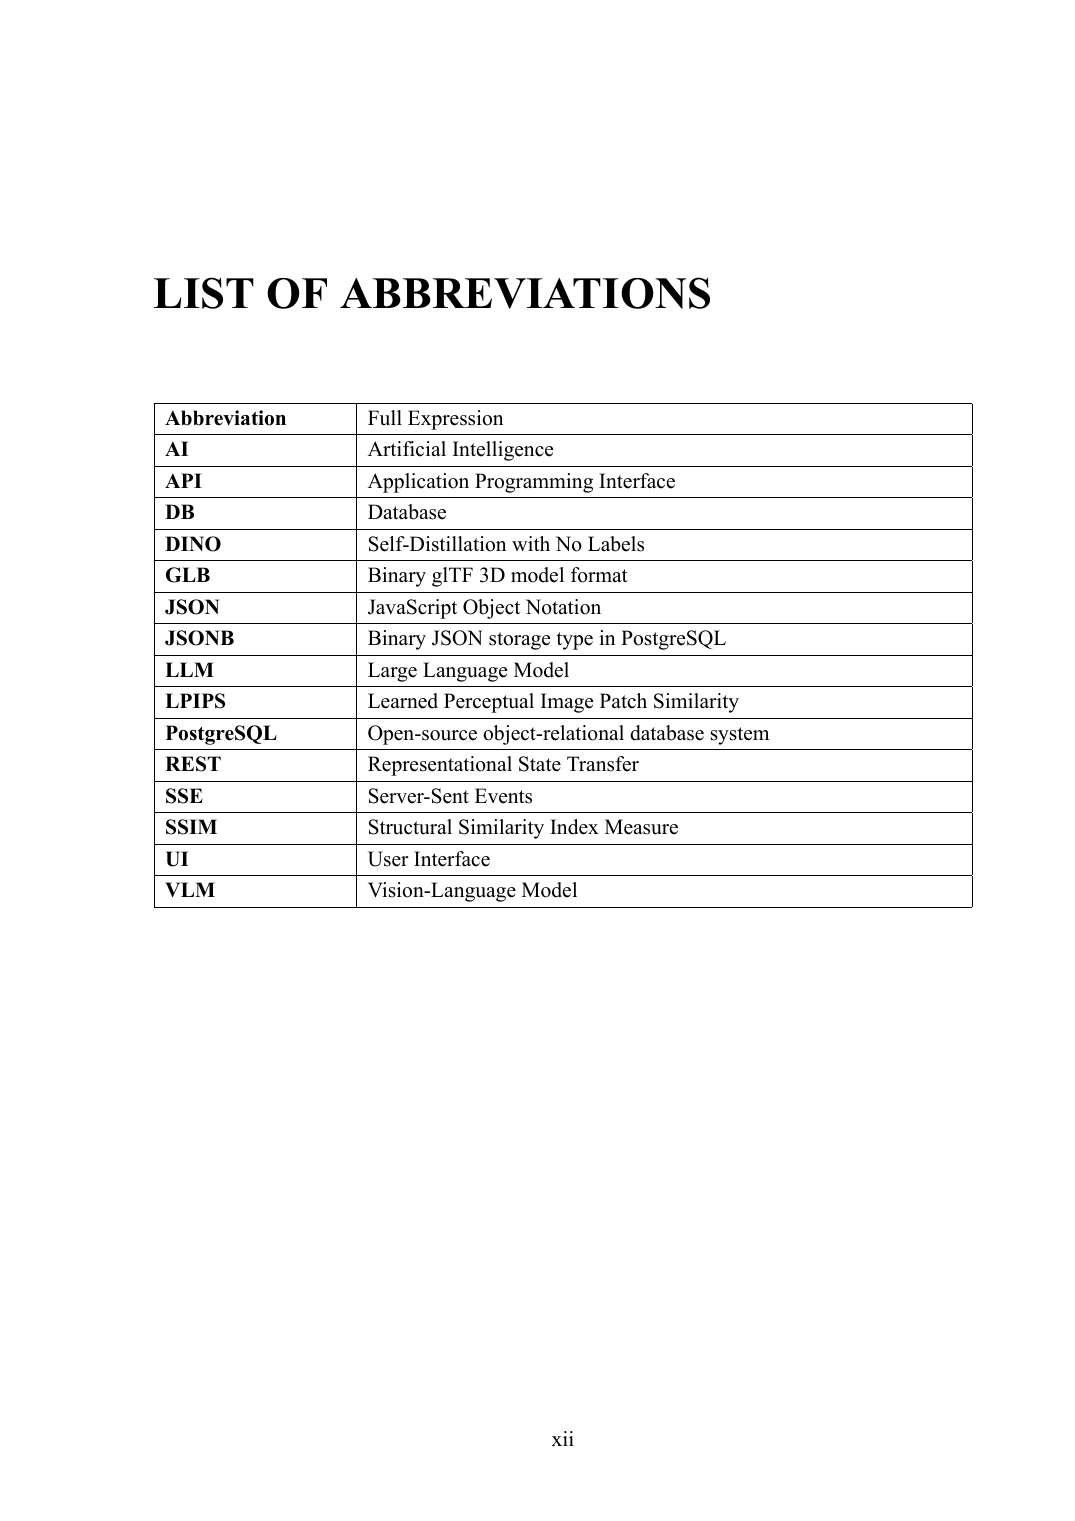 LIST OF ABBREVIATIONS
Abbreviation Full Expression
AI Artificial Intelligence
API Application Programming Interface
DB Database
DINO Self-Distillation with No Labels
GLB Binary glTF 3D model format
JSON JavaScript Object Notation
JSONB Binary JSON storage type in PostgreSQL
LLM Large Language Model
LPIPS Learned Perceptual Image Patch Similarity
PostgreSQL Open-source object-relational database system
REST Representational State Transfer
SSE Server-Sent Events
SSIM Structural Similarity Index Measure
UI User Interface
VLM Vision-Language Model
xii